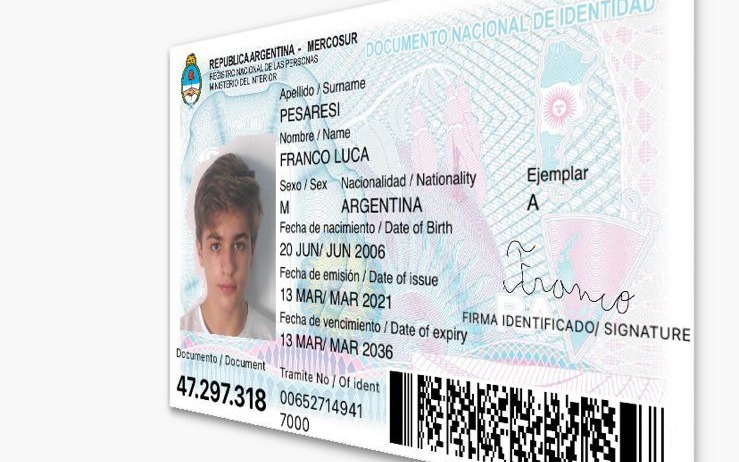 REPUBLICA ARGENTINA - MERCOSUR
REGISTRO NACIONAL DE LAS PERSONAS
MINISTERIO DEL INTERIOR
DOCUMENTO NACIONAL DE IDENTIDAD
Apellido / Surname
PESARESI
Nombre / Name
FRANCO LUCA
Sexo / Sex Nacionalidad / Nationality
M ARGENTINA
Ejemplar
A
Fecha de nacimiento / Date of Birth
20 JUN/ JUN 2006
Fecha de emisión / Date of issue
13 MAR/ MAR 2021
Fecha de vencimiento / Date of expiry
13 MAR/ MAR 2036
Franco
FIRMA IDENTIFICADO/ SIGNATURE
Documento / Document
47.297.318
Tramite No / Of ident
00652714941
7000